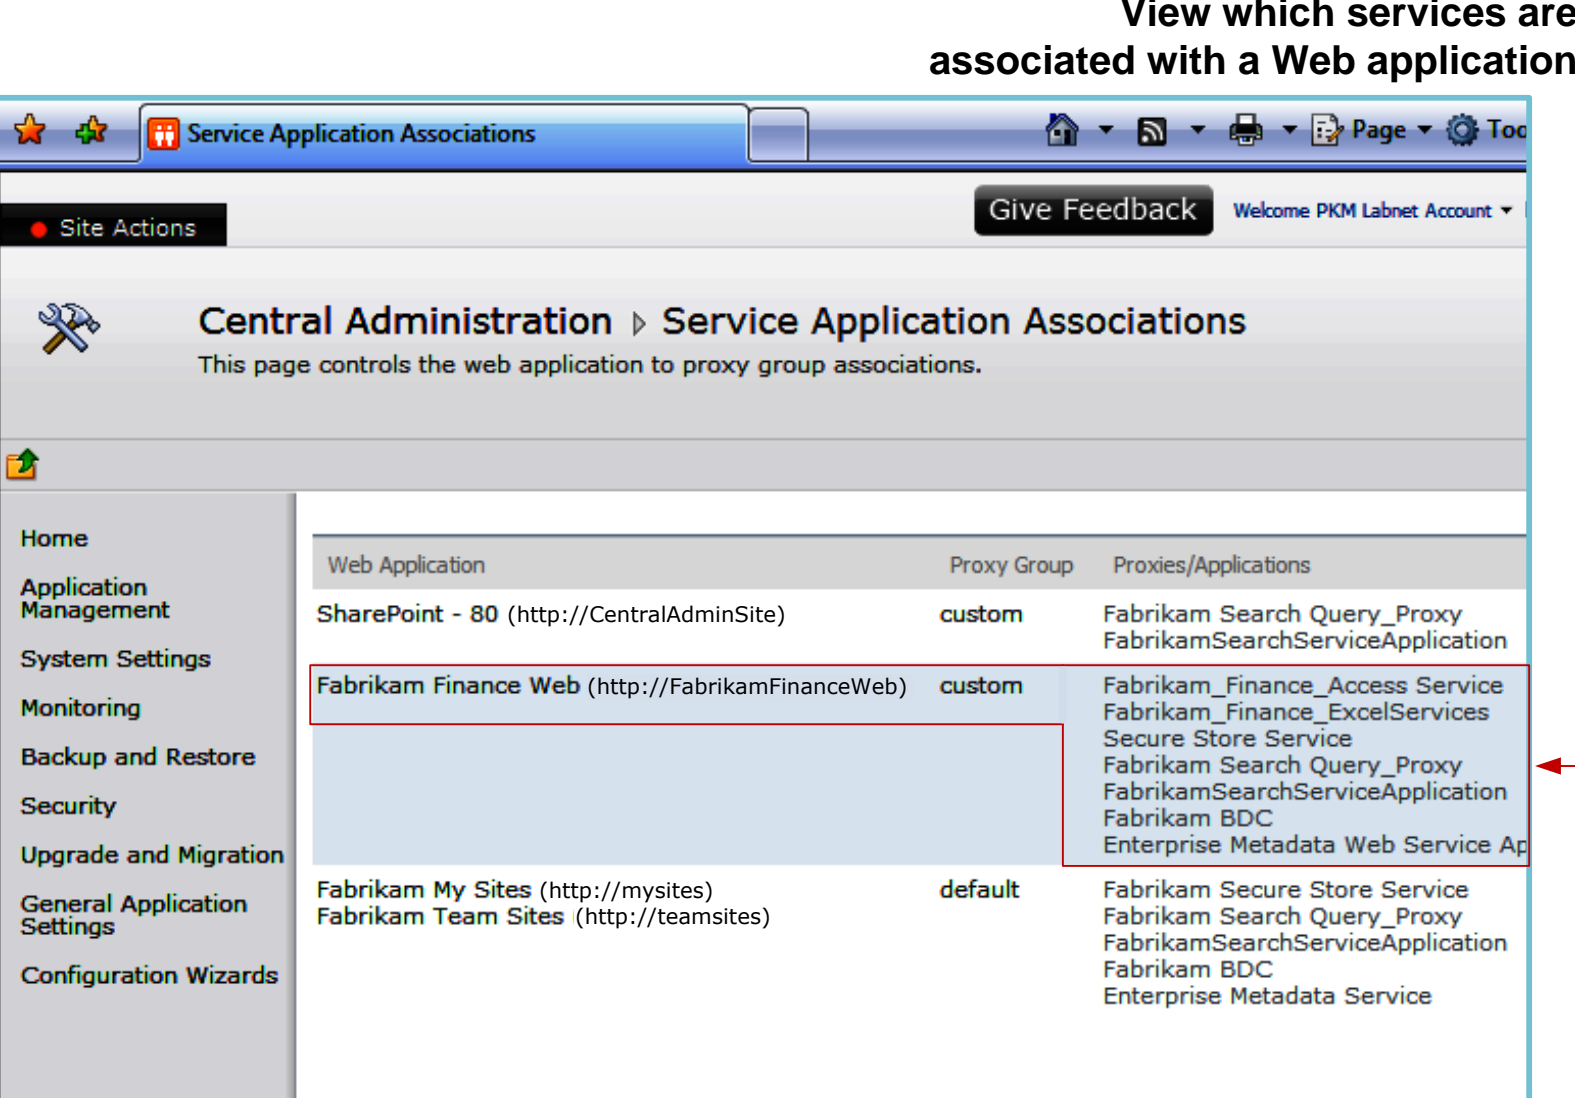 View which services are
associated with a Web application
Service Application Associations
Page
Site Actions
Give Feedback
Welcome PKM Labnet Account
Central Administration ▷ Service Application Associations
This page controls the web application to proxy group associations.
Home
Application
Management
System Settings
Monitoring
Backup and Restore
Security
Upgrade and Migration
General Application
Settings
Configuration Wizards
Web Application Proxy Group Proxies/Applications
SharePoint - 80 (http://CentralAdminSite) custom Fabrikam Search Query_Proxy
FabrikamSearchServiceApplication
Fabrikam Finance Web (http://FabrikamFinanceWeb) custom Fabrikam_Finance_Access Service
Fabrikam_Finance_ExcelServices
Secure Store Service
Fabrikam Search Query_Proxy
FabrikamSearchServiceApplication
Fabrikam BDC
Enterprise Metadata Web Service Ap
Fabrikam My Sites (http://mysites) default Fabrikam Secure Store Service
Fabrikam Team Sites (http://teamsites) Fabrikam Search Query_Proxy
FabrikamSearchServiceApplication
Fabrikam BDC
Enterprise Metadata Service